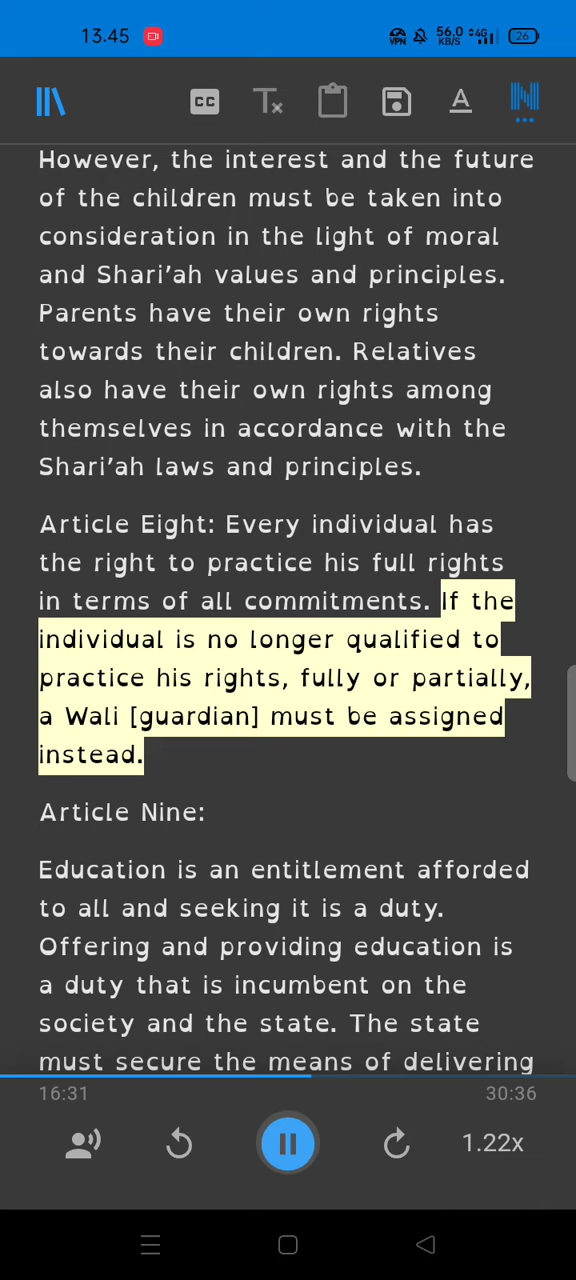 13.45
VPN
56,0
KB/S
4G
26
CC
However, the interest and the future
of the children must be taken into
consideration in the light of moral
and Shari’ah values and principles.
Parents have their own rights
towards their children. Relatives
also have their own rights among
themselves in accordance with the
Shari’ah laws and principles.
Article Eight: Every individual has
the right to practice his full rights
in terms of all commitments. If the
individual is no longer qualified to
practice his rights, fully or partially,
a Wali [guardian] must be assigned
instead.
Article Nine:
Education is an entitlement afforded
to all and seeking it is a duty.
Offering and providing education is
a duty that is incumbent on the
society and the state. The state
must secure the means of delivering
16:31
30:36
1.22x